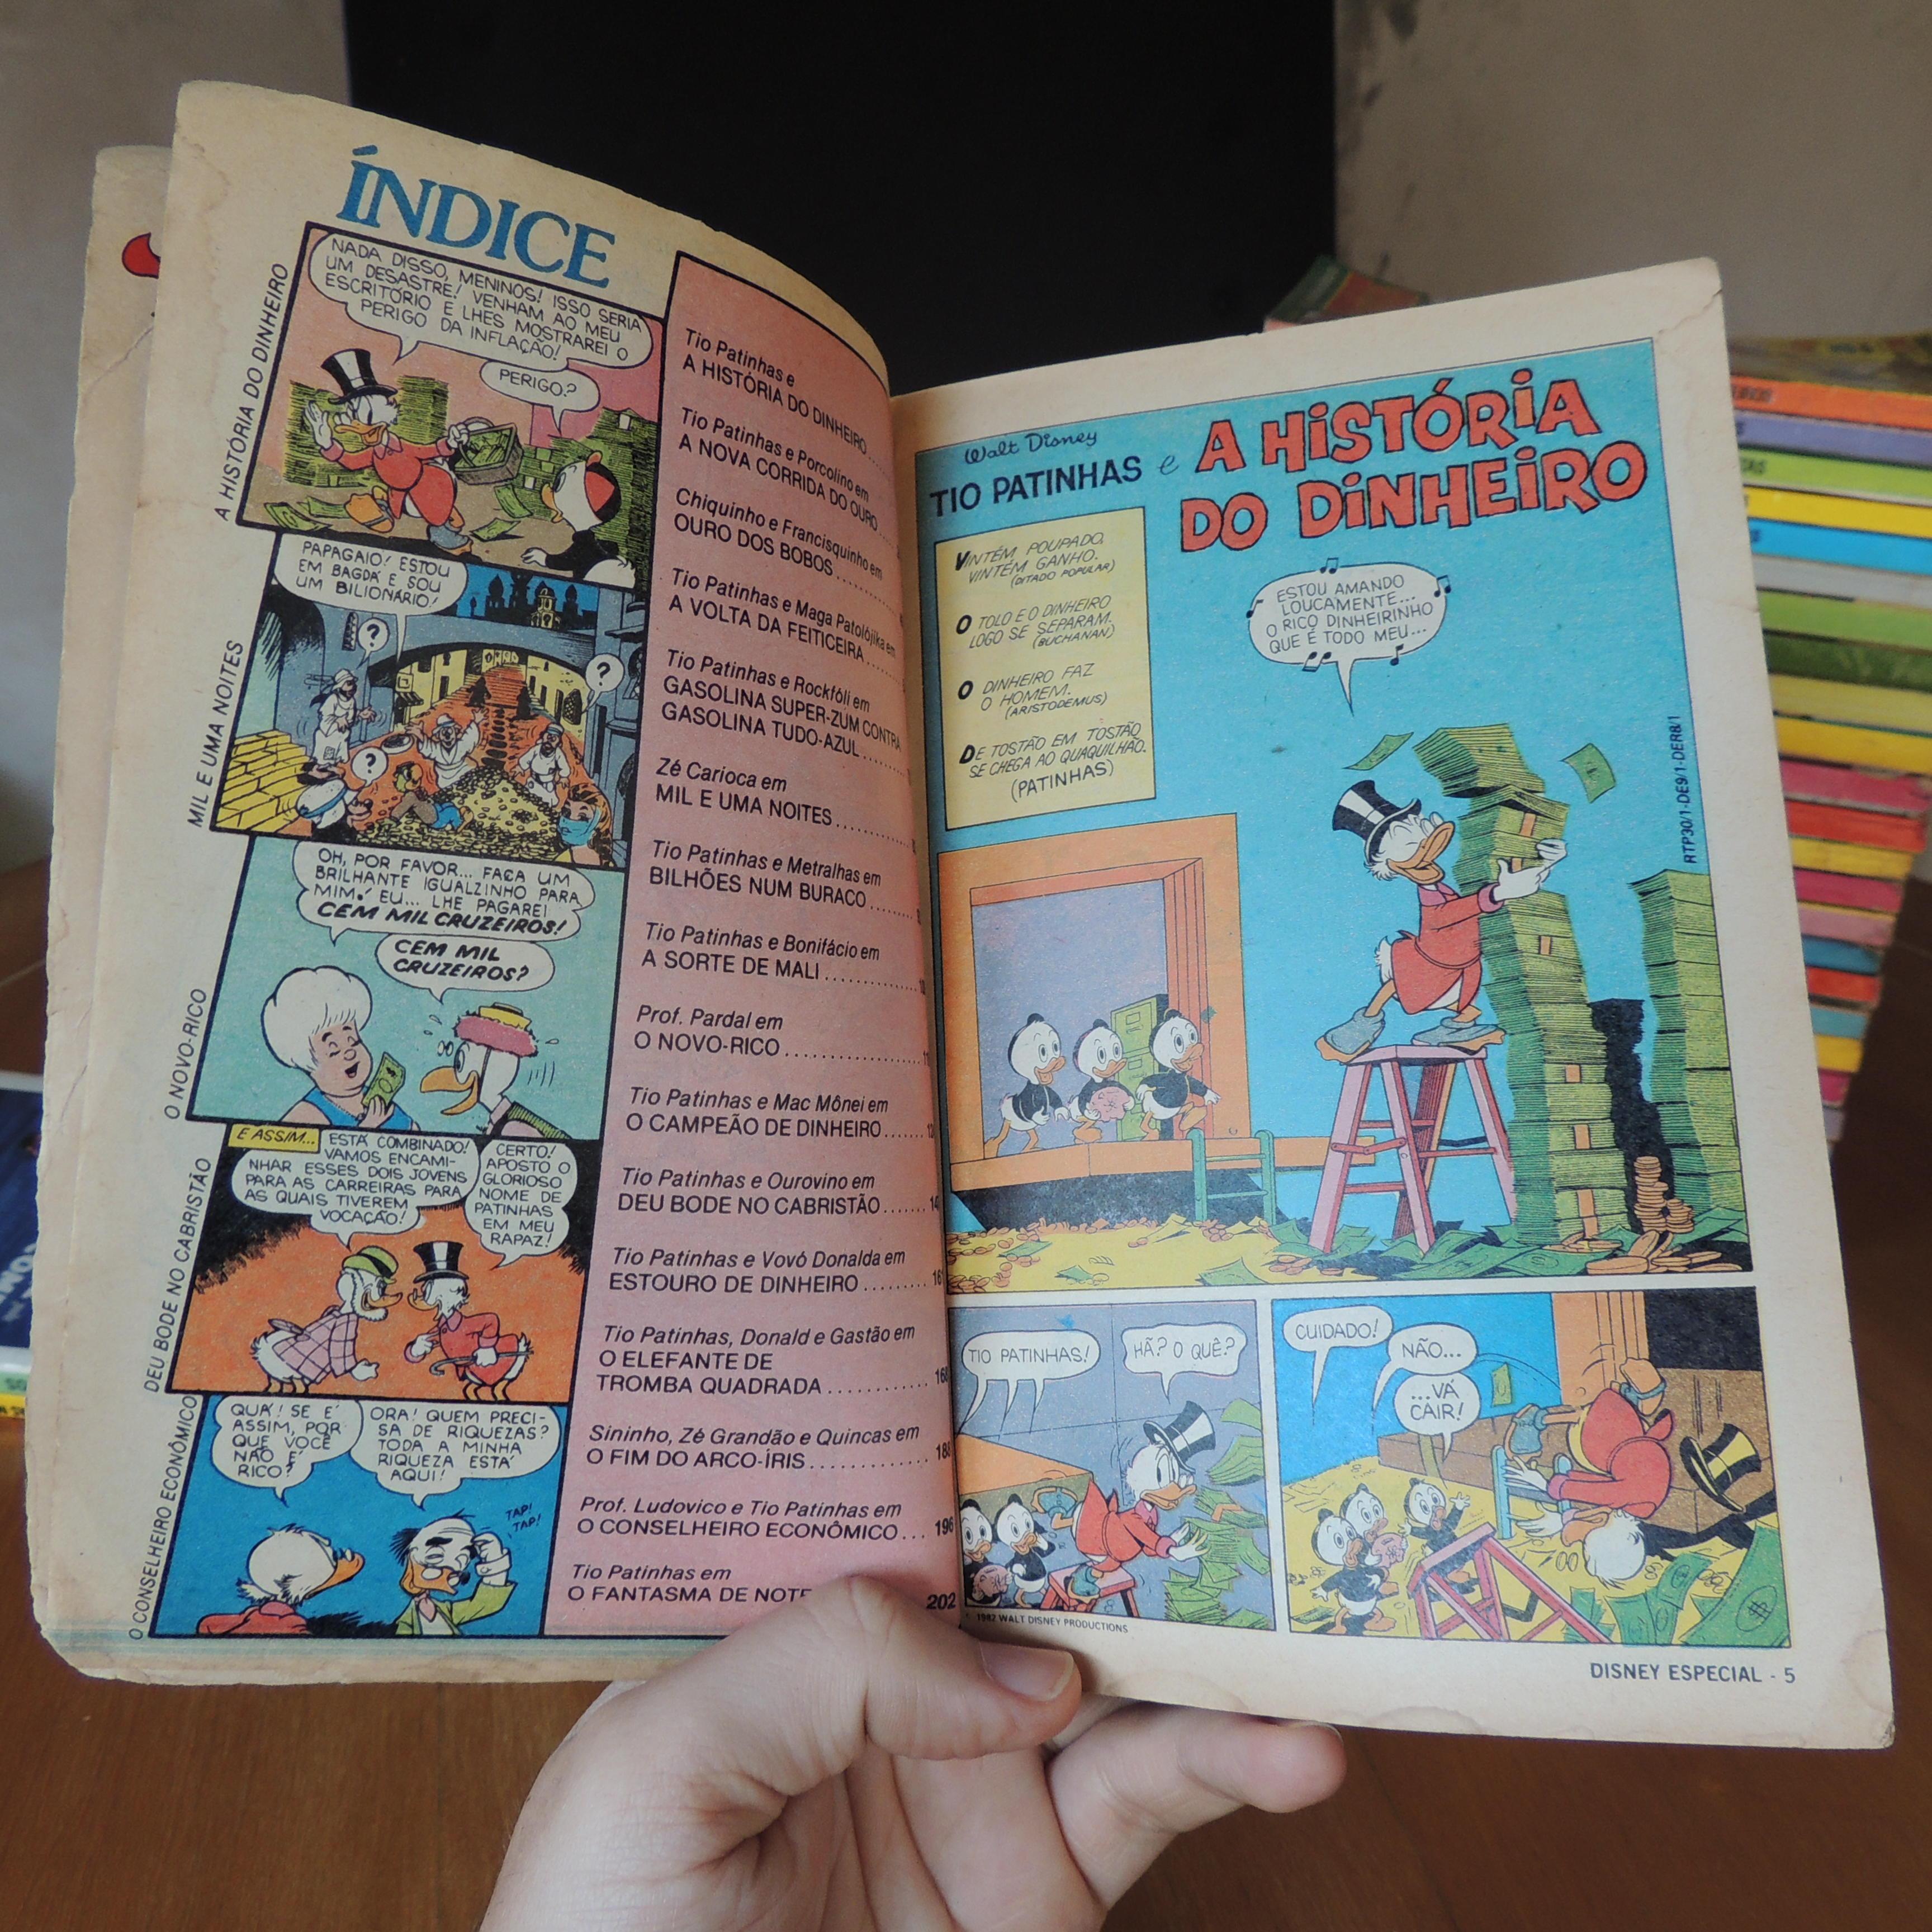 ÍNDICE
A HISTÓRIA DO DINHEIRO
NADA DISSO, MENINOS! ISSO SERIA
UM DESASTRE! VENHAM AO MEU
ESCRITÓRIO E LHES MOSTRAREI O
PERIGO DA INFLAÇÃO!
PERIGO?
MIL E UMA NOITES
PAPAGAIO! ESTOU
EM BAGDÁ E SOU
UM BILIONÁRIO!
?
?
?
O NOVO-RICO
OH, POR FAVOR... FAÇA UM
BRILHANTE IGUALZINHO PARA
MIM! EU... LHE PAGAREI
CEM MIL CRUZEIROS!
CEM MIL
CRUZEIROS?
DEU BODE NO CABRISTÃO
E ASSIM...
ESTÁ COMBINADO!
VAMOS ENCAMI-
NHAR ESSES DOIS JOVENS
PARA AS CARREIRAS PARA
AS QUAIS TIVEREM
VOCAÇÃO!
CERTO!
APOSTO O
GLORIOSO
NOME DE
PATINHAS
EM MEU
RAPAZ!
O CONSELHEIRO ECONÔMICO
QUÁ! SE É
ASSIM, POR
QUE VOCÊ
NÃO É
RICO?
ORA! QUEM PRECI-
SA DE RIQUEZAS?
TODA A MINHA
RIQUEZA ESTÁ
AQUI!
TAP!
TAP!
Tio Patinhas e
A HISTÓRIA DO DINHEIRO.....
Tio Patinhas e Porcolino em
A NOVA CORRIDA DO OURO
Chiquinho e Francisquinho em
OURO DOS BOBOS........
Tio Patinhas e Maga Patalójika em
A VOLTA DA FEITICEIRA.....
Tio Patinhas e Rockfóli em
GASOLINA SUPER-ZUM CONTRA
GASOLINA TUDO-AZUL......
Zé Carioca em
MIL E UMA NOITES..........
Tio Patinhas e Metralhas em
BILHÕES NUM BURACO.......
Tio Patinhas e Bonifácio em
A SORTE DE MALI............
Prof. Pardal em
O NOVO-RICO................
Tio Patinhas e Mac Mônei em
O CAMPEÃO DE DINHEIRO.......
Tio Patinhas e Ourovino em
DEU BODE NO CABRISTÃO.......
Tio Patinhas e Vovó Donalda em
ESTOURO DE DINHEIRO.........
Tio Patinhas, Donald e Gastão em
O ELEFANTE DE
TROMBA QUADRADA............ 168
Sininho, Zé Grandão e Quincas em
O FIM DO ARCO-ÍRIS.............. 188
Prof. Ludovico e Tio Patinhas em
O CONSELHEIRO ECONÔMICO... 196
Tio Patinhas em
O FANTASMA DE 202
Walt Disney
TIO PATINHAS e A HISTÓRIA
DO DINHEIRO
VINTÉM POUPADO,
VINTÉM GANHO.
(DITADO POPULAR)
O TOLO E O DINHEIRO
LOGO SE SEPARAM.
(BUCHANAN)
O DINHEIRO FAZ
O HOMEM.
(ARISTODEMUS)
DE TOSTÃO EM TOSTÃO
SE CHEGA AO QUAQUILHÃO.
(PATINHAS)
ESTOU AMANDO
LOUCAMENTE...
O RICO DINHEIRINHO
QUE É TODO MEU...
RTP30/1-DE9/1-DER8/1
TIO PATINHAS!
HÃ? O QUÊ?
CUIDADO!
NÃO...
...VÁ
CAIR!
1982 WALT DISNEY PRODUCTIONS
DISNEY ESPECIAL - 5